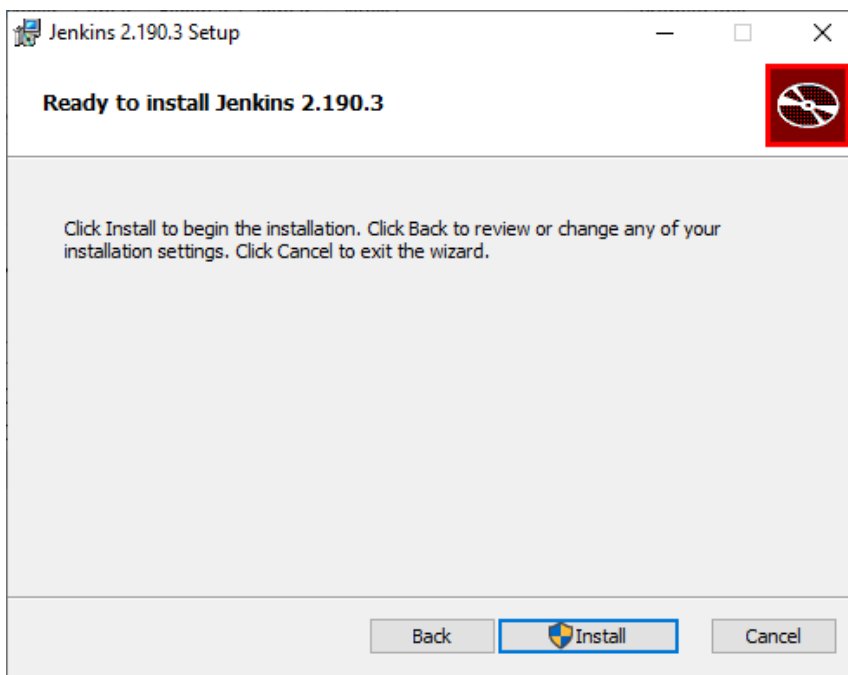 Jenkins 2.190.3 Setup
Ready to install Jenkins 2.190.3
Click Install to begin the installation. Click Back to review or change any of your
installation settings. Click Cancel to exit the wizard.
Back
Install
Cancel